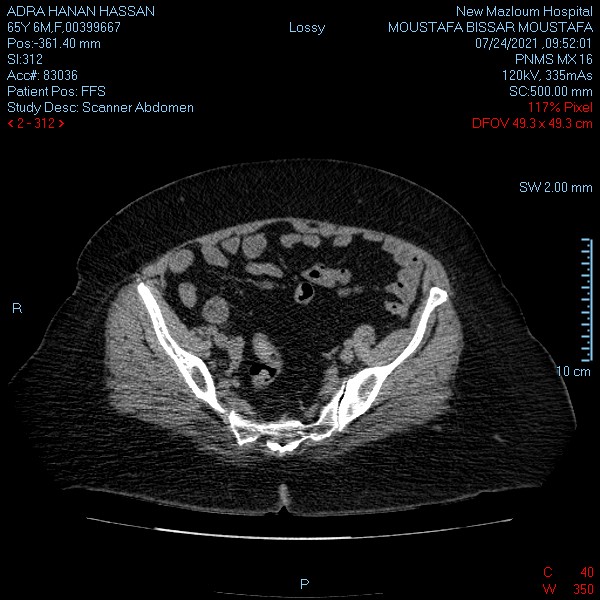 ADRA HANAN HASSAN
65Y 6M,F,00399667
Pos:-361.40 mm
SI:312
Acc#: 83036
Patient Pos: FFS
Study Desc: Scanner Abdomen
< 2 - 312 >
Lossy
New Mazloum Hospital
MOUSTAFA BISSAR MOUSTAFA
07/24/2021 ,09:52:01
PNMS MX 16
120kV, 335mAs
SC:500.00 mm
117% Pixel
DFOV 49.3 x 49.3 cm
SW 2.00 mm
R
10 cm
P
C 40
W 350